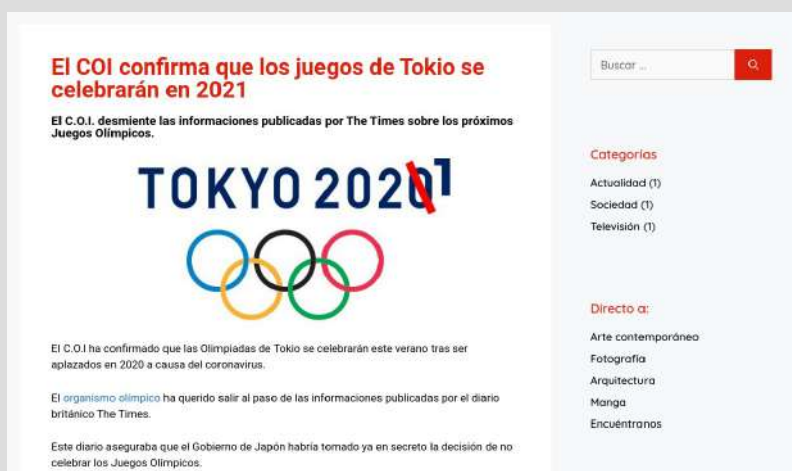 El COI confirma que los juegos de Tokio se
celebrarán en 2021
El C.O.I. desmiente las informaciones publicadas por The Times sobre los próximos
Juegos Olímpicos.
TOKYO 20201
El C.O.I ha confirmado que las Olimpiadas de Tokio se celebrarán este verano tras ser
aplazados en 2020 a causa del coronavirus.
El organismo olímpico ha querido salir al paso de las informaciones publicadas por el diario
británico The Times.
Este diario aseguraba que el Gobierno de Japón habría tomado ya en secreto la decisión de no
celebrar los Juegos Olímpicos.
Buscar ...
Categorías
Actualidad (1)
Sociedad (1)
Televisión (1)
Directo a:
Arte contemporáneo
Fotografía
Arquitectura
Manga
Encuéntranos